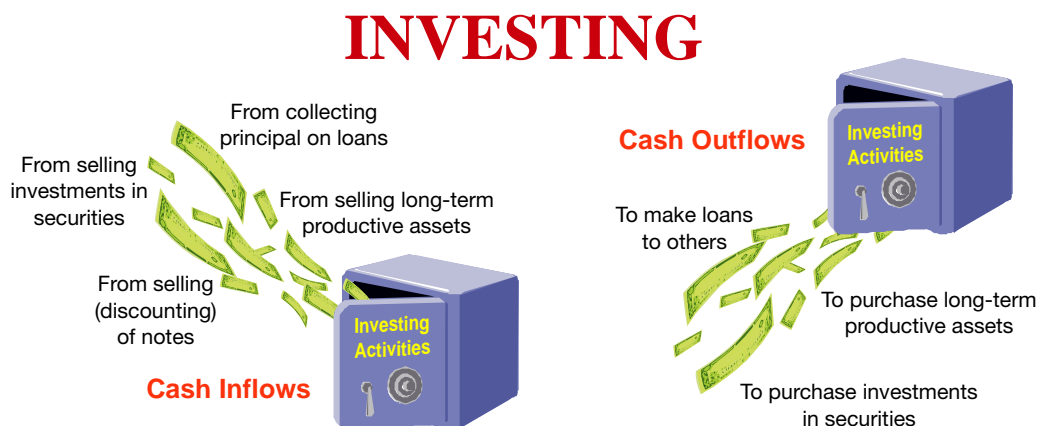 INVESTING
From collecting
principal on loans
From selling
investments in
securities
From selling long-term
productive assets
From selling
(discounting)
of notes
Investing
Activities
Cash Inflows
Cash Outflows
Investing
Activities
To make loans
to others
To purchase long-term
productive assets
To purchase investments
in securities